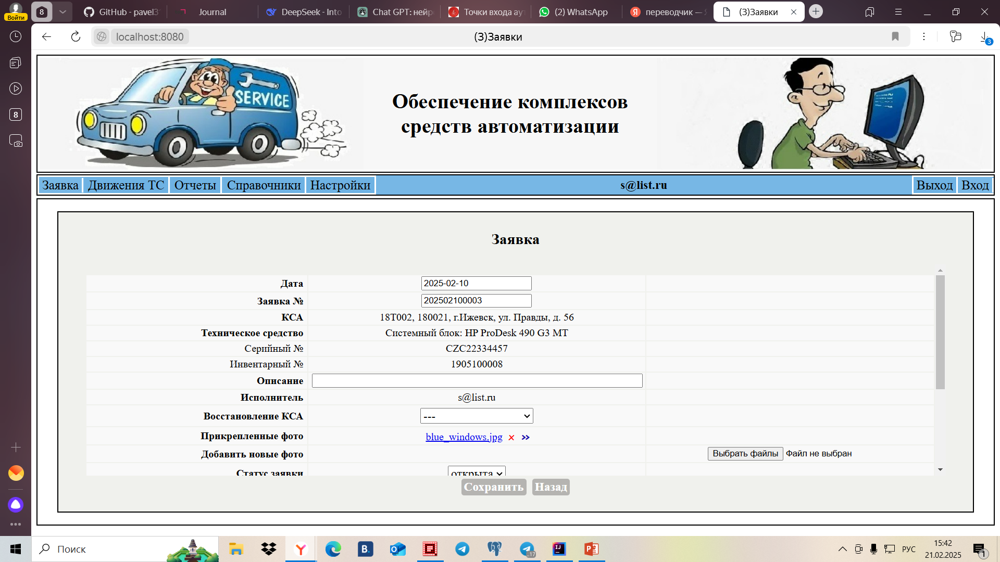 Войти
8
GitHub - pavel3
Journal
DeepSeek - Into
Chat GPT: нейр
Точки входа аут
(2) WhatsApp
Я
переводчик —
(3)Заявки
localhost:8080
(3)Заявки
3
8
SERVICE
Обеспечение комплексов
средств автоматизации
Заявка
Движения ТС
Отчеты
Справочники
Настройки
s@list.ru
Выход
Вход
Заявка
Дата
2025-02-10
Заявка №
202502100003
КСА
18Т002, 180021, г.Ижевск, ул. Правды, д. 56
Техническое средство
Системный блок: HP ProDesk 490 G3 MT
Серийный №
CZC22334457
Инвентарный №
1905100008
Описание
Исполнитель
s@list.ru
Восстановление КСА
---
Прикрепленные фото
blue_windows.jpg × »
Добавить новые фото
Выбрать файлы Файл не выбран
Статус заявки
открыта
Сохранить
Назад
Поиск
B.
17
IJ
P
РУС
15:42
21.02.2025
1